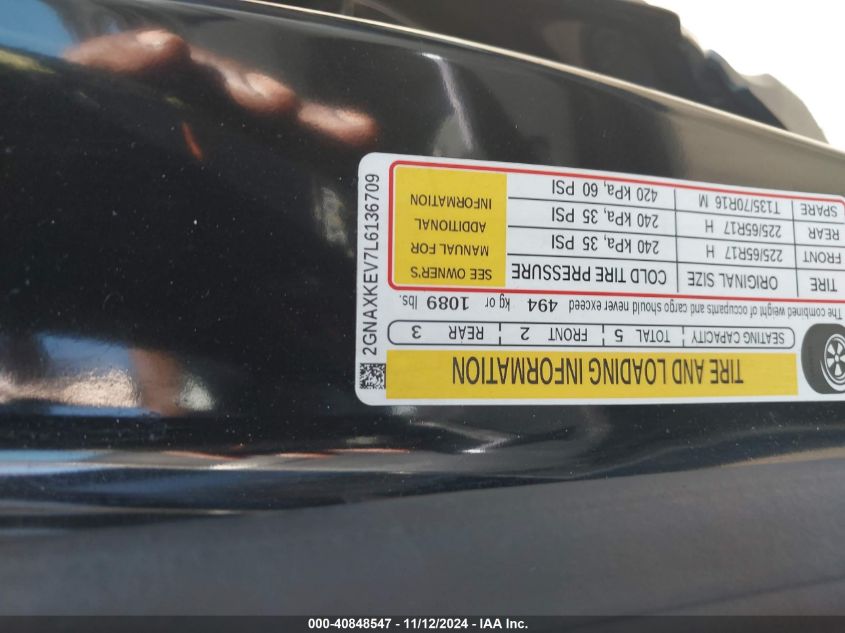 TIRE AND LOADING INFORMATION
SEATING CAPACITY TOTAL 5 FRONT 2 REAR 3
The combined weight of occupants and cargo should never exceed 494 kg or 1089 lbs.
TIRE ORIGINAL SIZE COLD TIRE PRESSURE
FRONT 225/65R17 H 240 kPa, 35 PSI
REAR 225/65R17 H 240 kPa, 35 PSI
SPARE T135/70R16 M 420 kPa, 60 PSI
SEE OWNER'S
MANUAL FOR
ADDITIONAL
INFORMATION
2GNAXKEV7L6136709
000-40848547 - 11/12/2024 - IAA Inc.